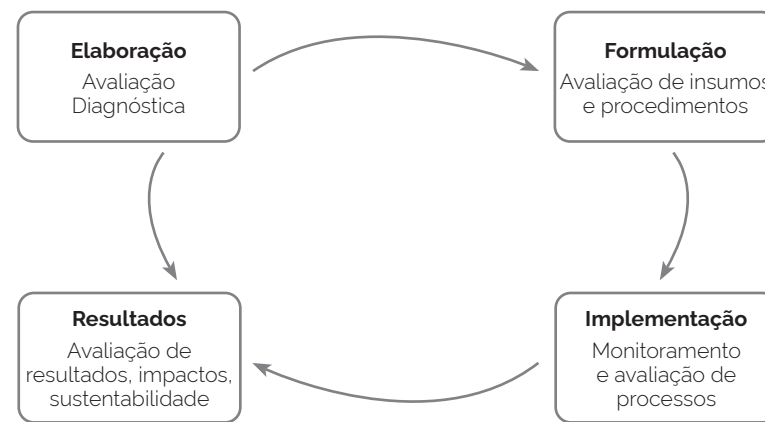 Elaboração
Avaliação
Diagnóstica
Formulação
Avaliação de insumos
e procedimentos
Resultados
Avaliação de
resultados, impactos,
sustentabilidade
Implementação
Monitoramento
e avaliação de
processos